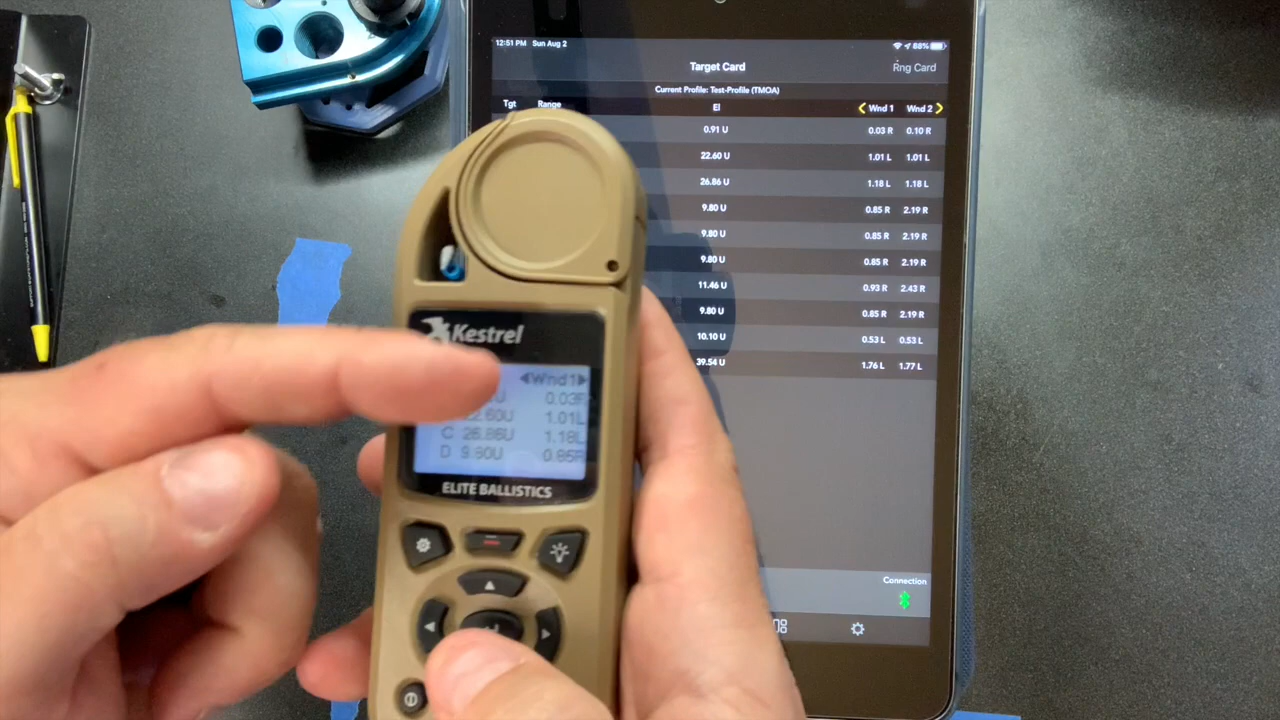 12:51 PM Sun Aug 2 88%
Target Card
Rng Card
Current Profile: Test-Profile (TMOA)
Tgt Range El Wnd 1 Wnd 2
0.91 U 0.03 R 0.10 R
22.60 U 1.01 L 1.01 L
26.86 U 1.18 L 1.18 L
9.80 U 0.85 R 2.19 R
9.80 U 0.85 R 2.19 R
9.80 U 0.85 R 2.19 R
11.46 U 0.93 R 2.43 R
9.80 U 0.85 R 2.19 R
10.10 U 0.53 L 0.53 L
39.54 U 1.76 L 1.77 L
Connection
Kestrel
Wnd1
U 0.03R
22.60U 1.01L
C 26.86U 1.18L
D 9.80U 0.85R
ELITE BALLISTICS